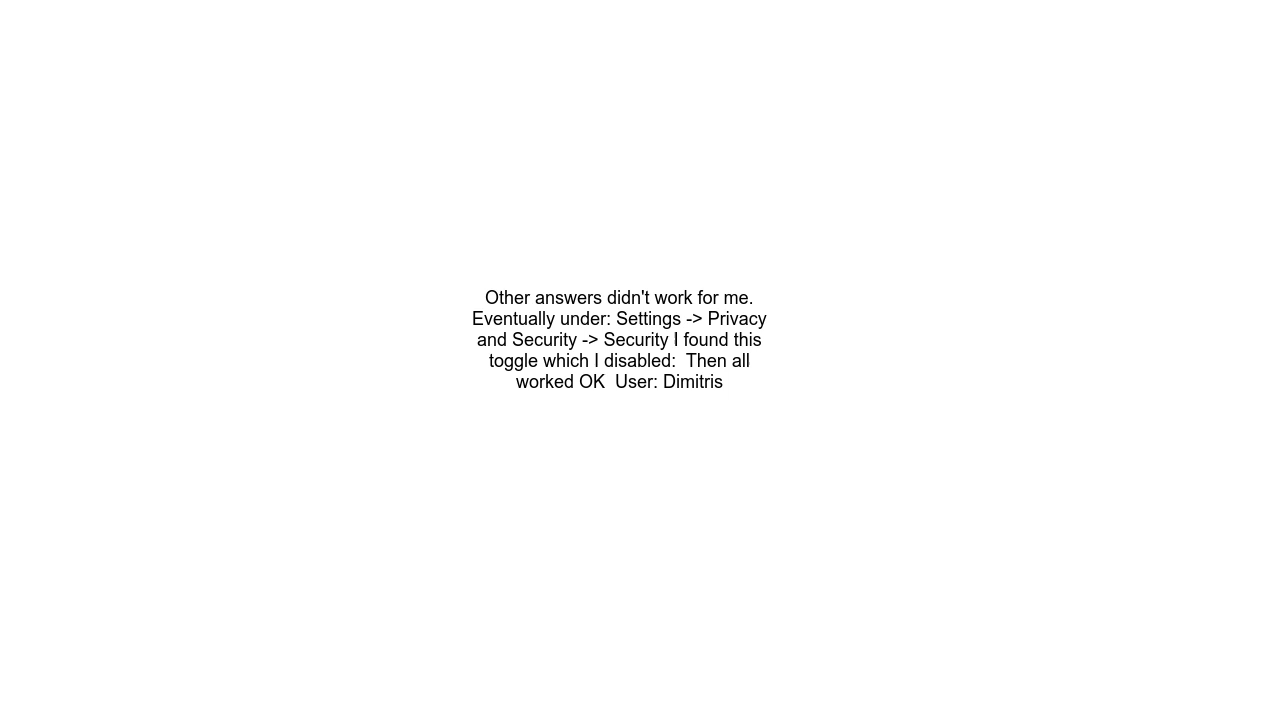 Other answers didn't work for me.
Eventually under: Settings -> Privacy
and Security -> Security I found this
toggle which I disabled:  Then all
worked OK  User: Dimitris